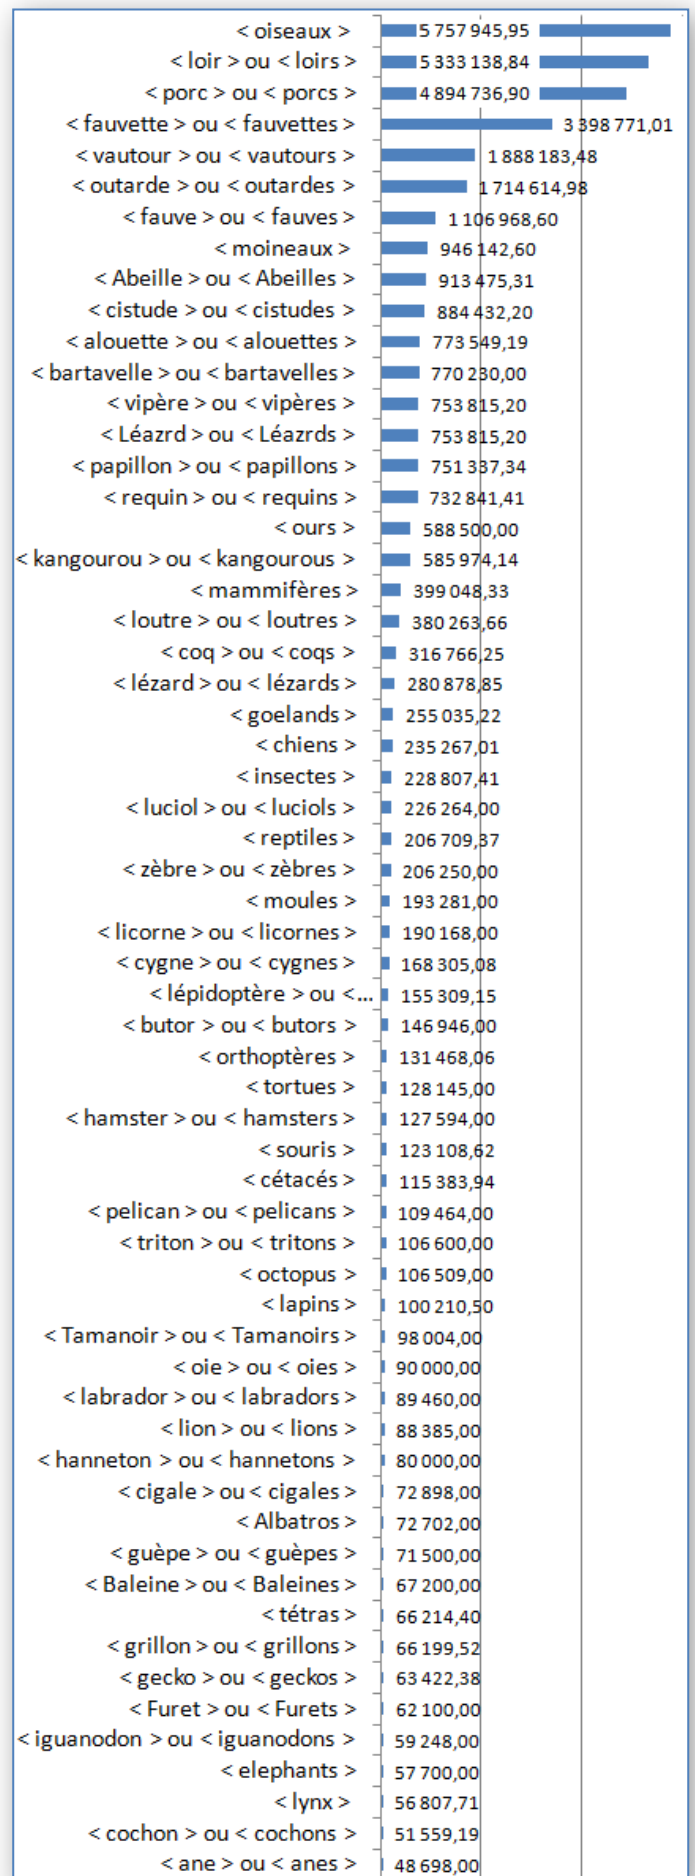 < oiseaux > 5 757 945,95
< loir > ou < loirs > 5 333 138,84
< porc > ou < porcs > 4 894 736,90
< fauvette > ou < fauvettes > 3 398 771,01
< vautour > ou < vautours > 1 888 183,48
< outarde > ou < outardes > 1 714 614,98
< fauve > ou < fauves > 1 106 968,60
< moineaux > 946 142,60
< Abeille > ou < Abeilles > 913 475,31
< cistude > ou < cistudes > 884 432,20
< alouette > ou < alouettes > 773 549,19
< bartavelle > ou < bartavelles > 770 230,00
< vipère > ou < vipères > 753 815,20
< Léazrd > ou < Léazrds > 753 815,20
< papillon > ou < papillons > 751 337,34
< requin > ou < requins > 732 841,41
< ours > 588 500,00
< kangourou > ou < kangourous > 585 974,14
< mammifères > 399 048,33
< loutre > ou < loutres > 380 263,66
< coq > ou < coqs > 316 766,25
< lézard > ou < lézards > 280 878,85
< goelands > 255 035,22
< chiens > 235 267,01
< insectes > 228 807,41
< luciol > ou < luciols > 226 264,00
< reptiles > 206 709,37
< zèbre > ou < zèbres > 206 250,00
< moules > 193 281,00
< licorne > ou < licornes > 190 168,00
< cygne > ou < cygnes > 168 305,08
< lépidoptère > ou <... 155 309,15
< butor > ou < butors > 146 946,00
< orthoptères > 131 468,06
< tortues > 128 145,00
< hamster > ou < hamsters > 127 594,00
< souris > 123 108,62
< cétacés > 115 383,94
< pelican > ou < pelicans > 109 464,00
< triton > ou < tritons > 106 600,00
< octopus > 106 509,00
< lapins > 100 210,50
< Tamanoir > ou < Tamanoirs > 98 004,00
< oie > ou < oies > 90 000,00
< labrador > ou < labradors > 89 460,00
< lion > ou < lions > 88 385,00
< hanneton > ou < hannetons > 80 000,00
< cigale > ou < cigales > 72 898,00
< Albatros > 72 702,00
< guèpe > ou < guèpes > 71 500,00
< Baleine > ou < Baleines > 67 200,00
< tétras > 66 214,40
< grillon > ou < grillons > 66 199,52
< gecko > ou < geckos > 63 422,38
< Furet > ou < Furets > 62 100,00
< iguanodon > ou < iguanodons > 59 248,00
< elephants > 57 700,00
< lynx > 56 807,71
< cochon > ou < cochons > 51 559,19
< ane > ou < anes > 48 698,00